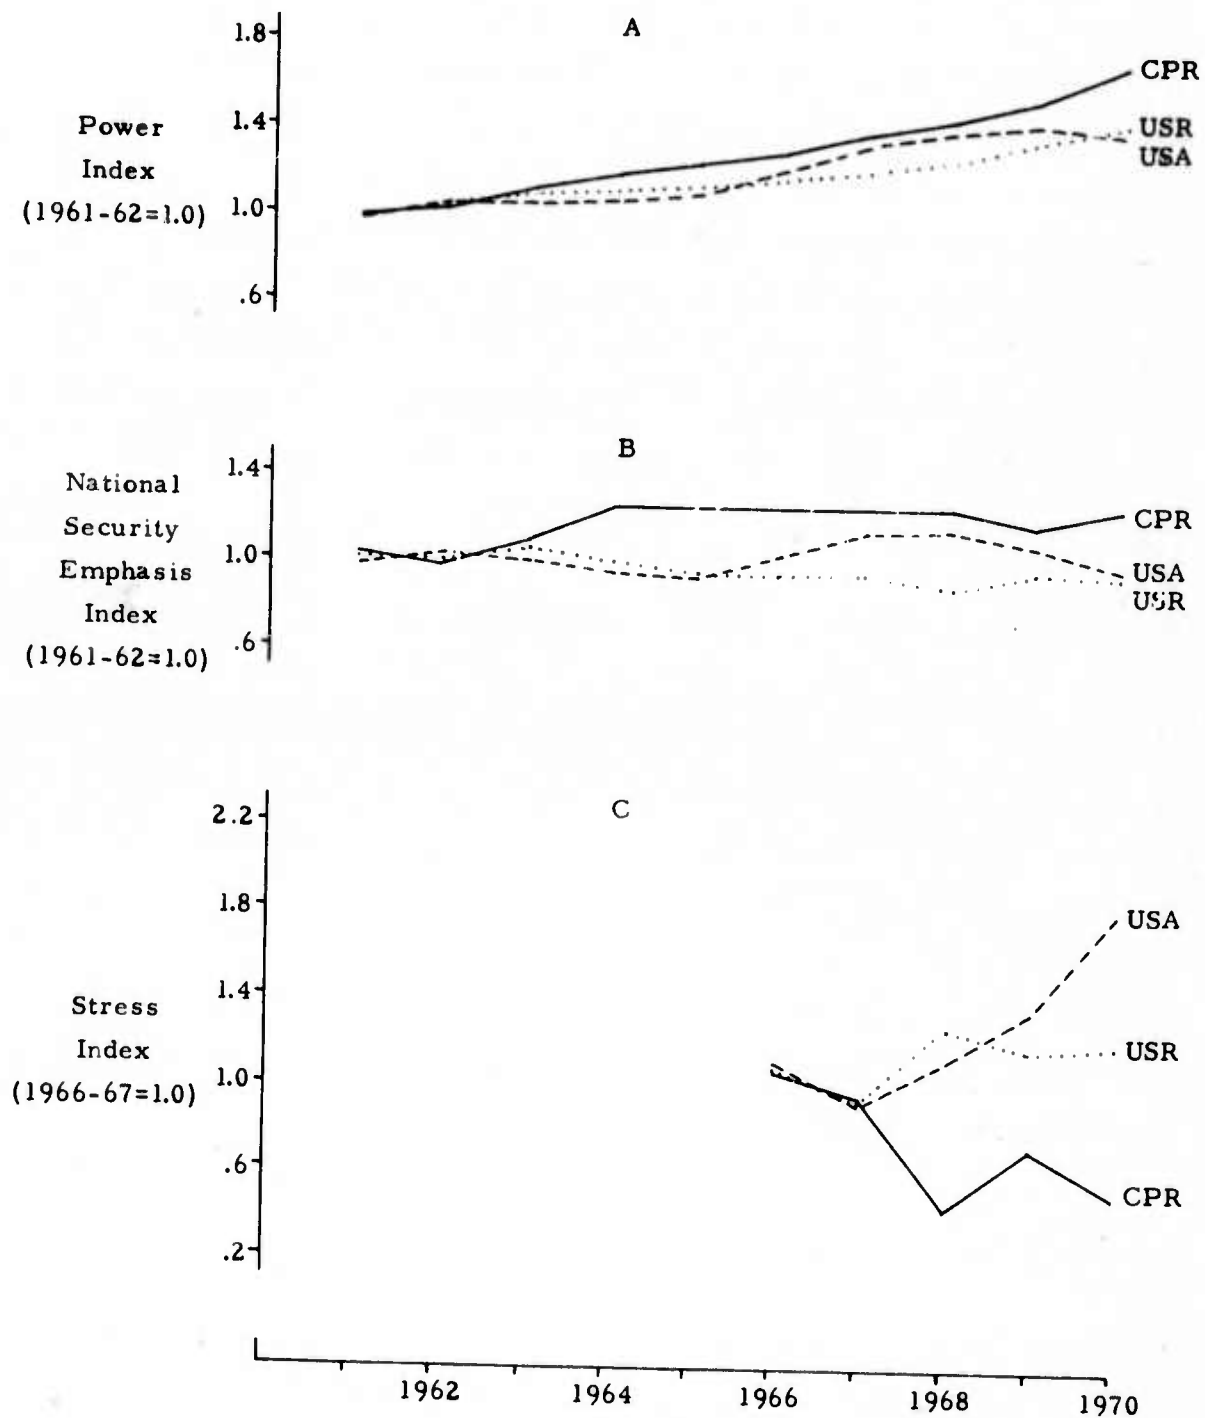 A
1.8
1.4
1.0
.6
Power
Index
(1961-62=1.0)
CPR
USR
USA
B
1.4
1.0
.6
National
Security
Emphasis
Index
(1961-62=1.0)
CPR
USA
USR
C
2.2
1.8
1.4
1.0
.6
.2
Stress
Index
(1966-67=1.0)
USA
USR
CPR
1962
1964
1966
1968
1970